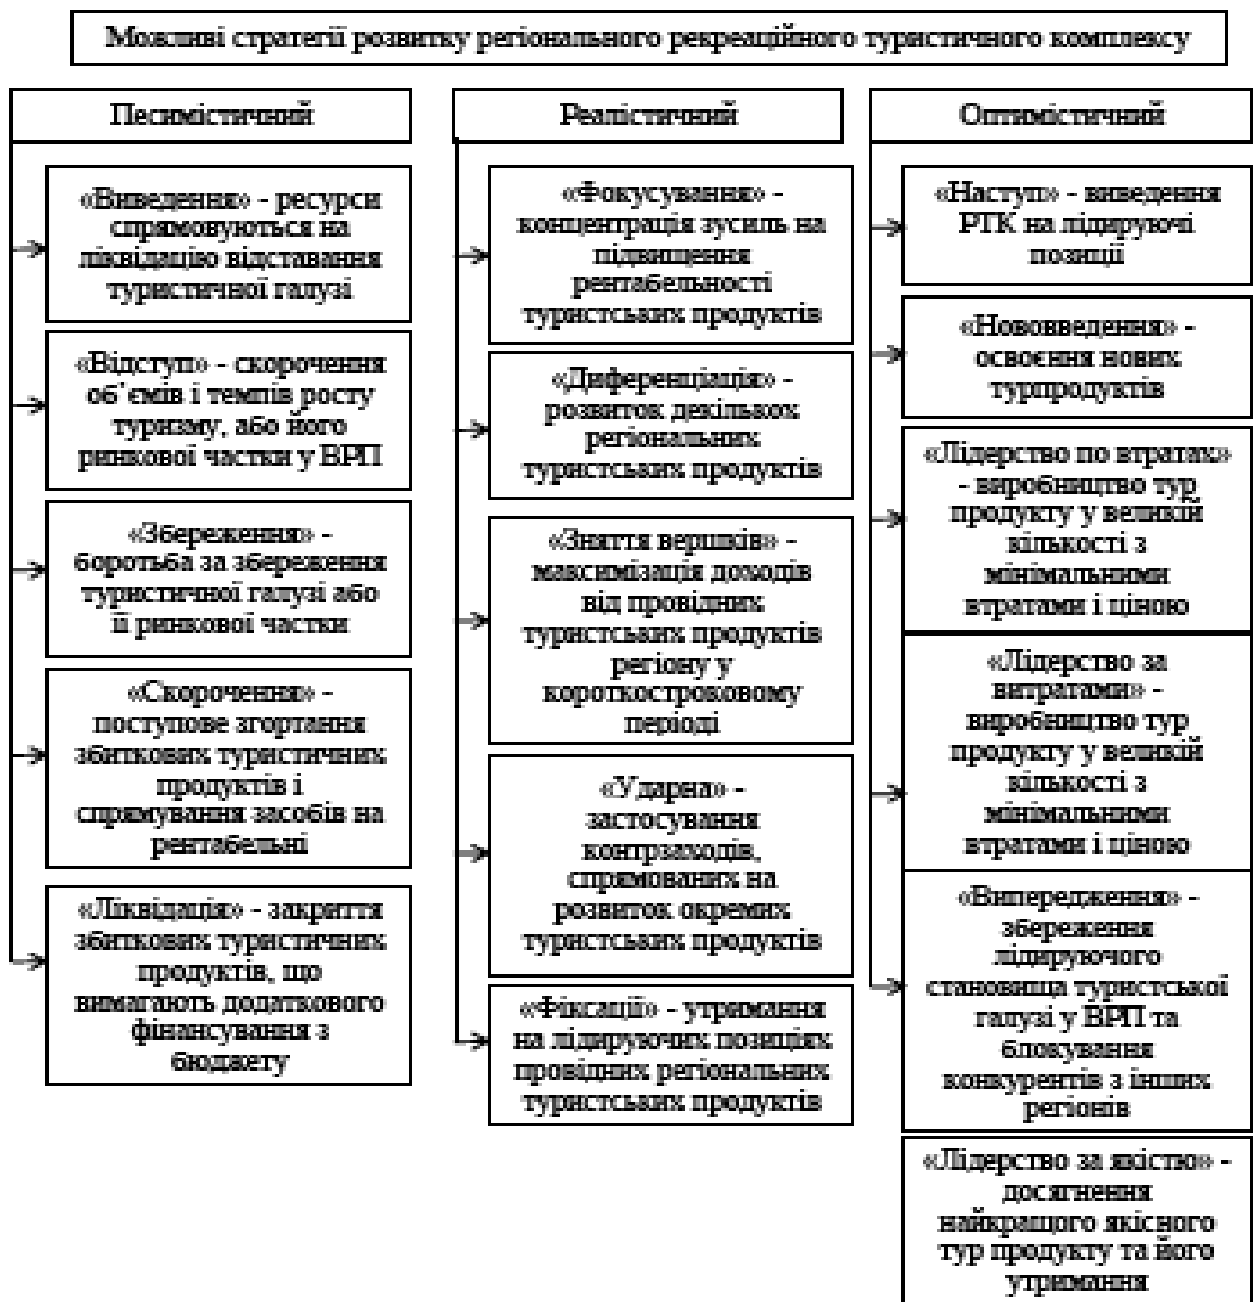 Можливі стратегії розвитку регіонального рекреаційного туристичного комплексу
Песимістичний
«Виведення» - ресурси
спрямовуються на
ліквідацію відставання
туристичної галузі
«Відступ» - скорочення
об'ємів і темпів росту
туризму, або його
ринкової частки у ВРП
«Збереження» -
боротьба за збереження
туристичної галузі або
її ринкової частки
«Скорочення» -
поступове згортання
збиткових туристичних
продуктів і
спрямування засобів на
рентабельні
«Ліквідація» - закриття
збиткових туристичних
продуктів, що
вимагають додаткового
фінансування з
бюджету
Реалістичний
«Фокусування» -
концентрація зусиль на
підвищення
рентабельності
туристських продуктів
«Диференціація» -
розвиток декількох
регіональних
туристських продуктів
«Зняття вершків» -
максимізація доходів
від провідних
туристських продуктів
регіону у
короткостроковому
періоді
«Ударна» -
застосування
контрзаходів,
спрямованих на
розвиток окремих
туристських продуктів
«Фіксації» - утримання
на лідируючих позиціях
провідних регіональних
туристських продуктів
Оптимістичний
«Наступ» - виведення
РТК на лідируючі
позиції
«Нововведення» -
освоєння нових
турпродуктів
«Лідерство по втратах»
- виробництво тур
продукту у великій
кількості з
мінімальними
втратами і ціною
«Лідерство за
витратами» -
виробництво тур
продукту у великій
кількості з
мінімальними
втратами і ціною
«Випередження» -
збереження
лідируючого
становища туристської
галузі у ВРП та
блокування
конкурентів з інших
регіонів
«Лідерство за якістю» -
досягнення
найкращого якісного
тур продукту та його
утримання